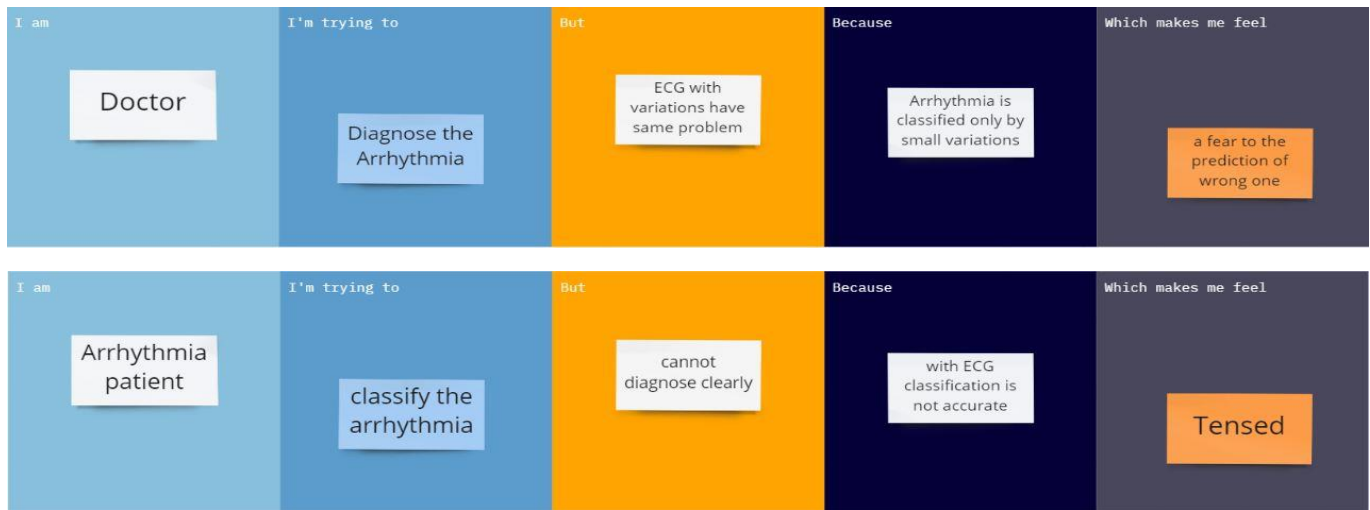 I am
I'm trying to
But
Because
Which makes me feel
Doctor
Diagnose the
Arrhythmia
ECG with
variations have
same problem
Arrhythmia is
classified only by
small variations
a fear to the
prediction of
wrong one
I am
I'm trying to
But
Because
Which makes me feel
Arrhythmia
patient
classify the
arrhythmia
cannot
diagnose clearly
with ECG
classification is
not accurate
Tensed